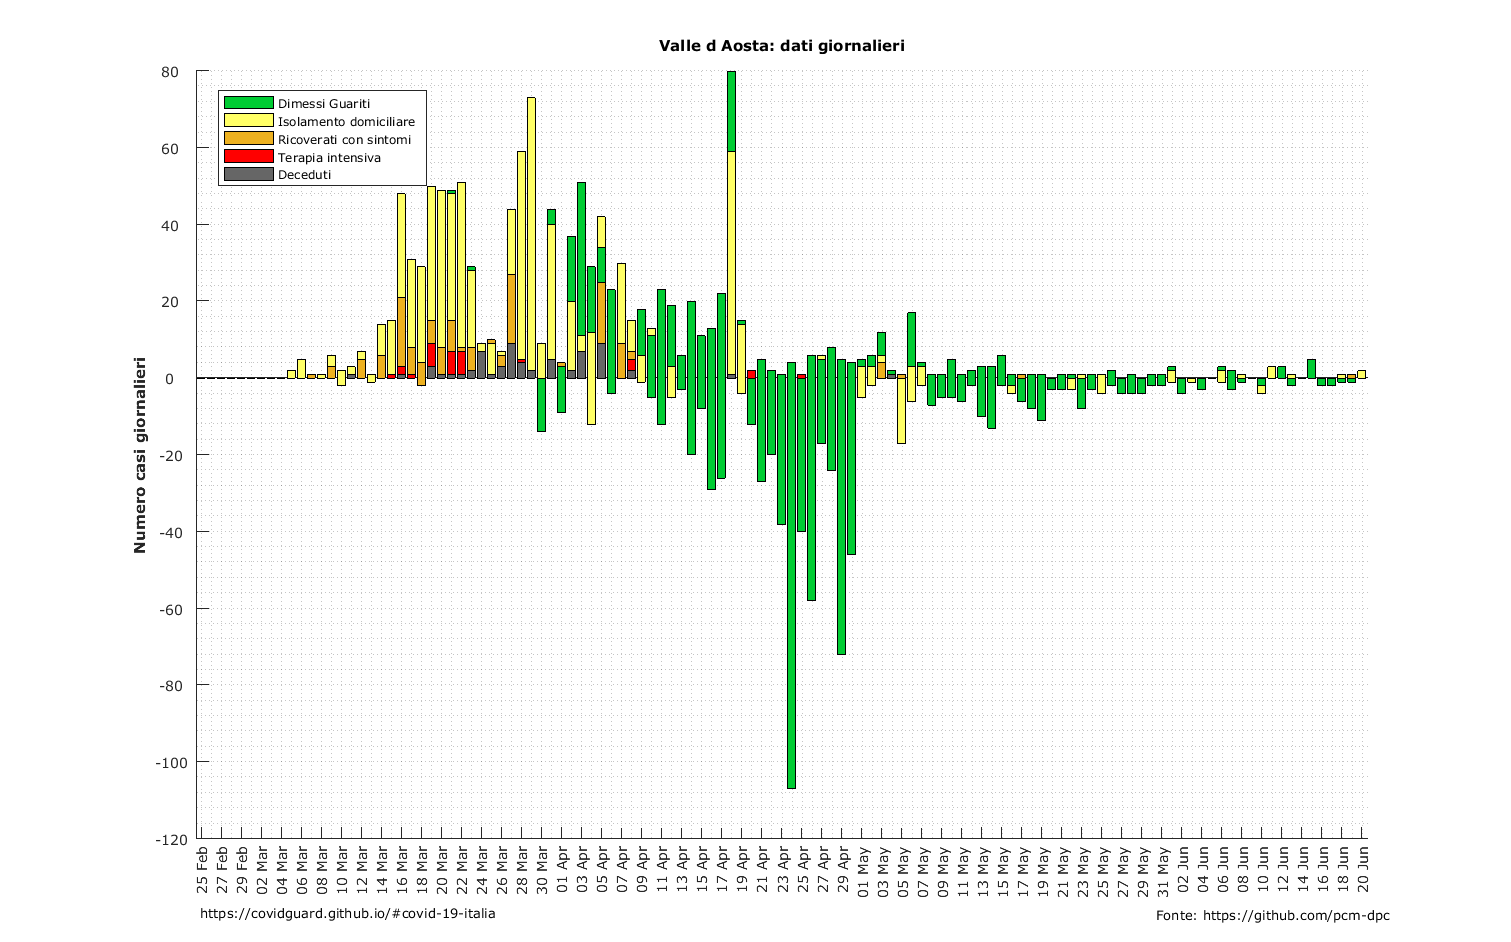 Valle d Aosta: dati giornalieri
Dimessi Guariti
Isolamento domiciliare
Ricoverati con sintomi
Terapia intensiva
Deceduti
Numero casi giornalieri
80
60
40
20
0
-20
-40
-60
-80
-100
-120
25 Feb
27 Feb
29 Feb
02 Mar
04 Mar
06 Mar
08 Mar
10 Mar
12 Mar
14 Mar
16 Mar
18 Mar
20 Mar
22 Mar
24 Mar
26 Mar
28 Mar
30 Mar
01 Apr
03 Apr
05 Apr
07 Apr
09 Apr
11 Apr
13 Apr
15 Apr
17 Apr
19 Apr
21 Apr
23 Apr
25 Apr
27 Apr
29 Apr
01 May
03 May
05 May
07 May
09 May
11 May
13 May
15 May
17 May
19 May
21 May
23 May
25 May
27 May
29 May
31 May
02 Jun
04 Jun
06 Jun
08 Jun
10 Jun
12 Jun
14 Jun
16 Jun
18 Jun
20 Jun
https://covidguard.github.io/#covid-19-italia
Fonte: https://github.com/pcm-dpc